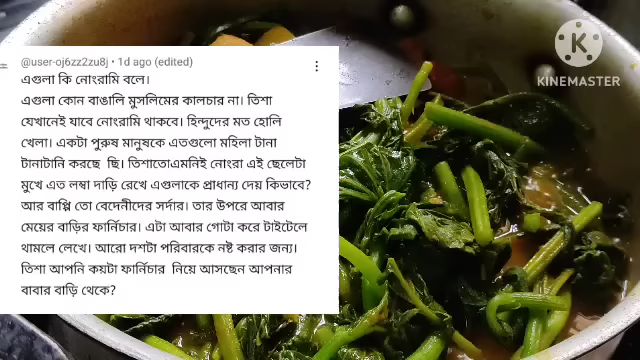 @user-oj6zz2zu8j • 1d ago (edited)
এগুলা কি নোংরামি বলে।
এগুলা কোন বাঙালি মুসলিমের কালচার না। তিশা
যেখানেই যাবে নোংরামি থাকবে। হিন্দুদের মত হোলি
খেলা। একটা পুরুষ মানুষকে এতগুলো মহিলা টানা
টানাটানি করছে ছি। তিশাতোএমনিই নোংরা এই ছেলেটা
মুখে এত লম্বা দাড়ি রেখে এগুলাকে প্রাধান্য দেয় কিভাবে?
আর বাপ্পি তো বেদেনীদের সর্দার। তার উপরে আবার
মেয়ের বাড়ির ফার্নিচার। এটা আবার গোটা করে টাইটেলে
থামলে লেখে। আরো দশটা পরিবারকে নষ্ট করার জন্য।
তিশা আপনি কয়টা ফার্নিচার নিয়ে আসছেন আপনার
বাবার বাড়ি থেকে?
KINEMASTER